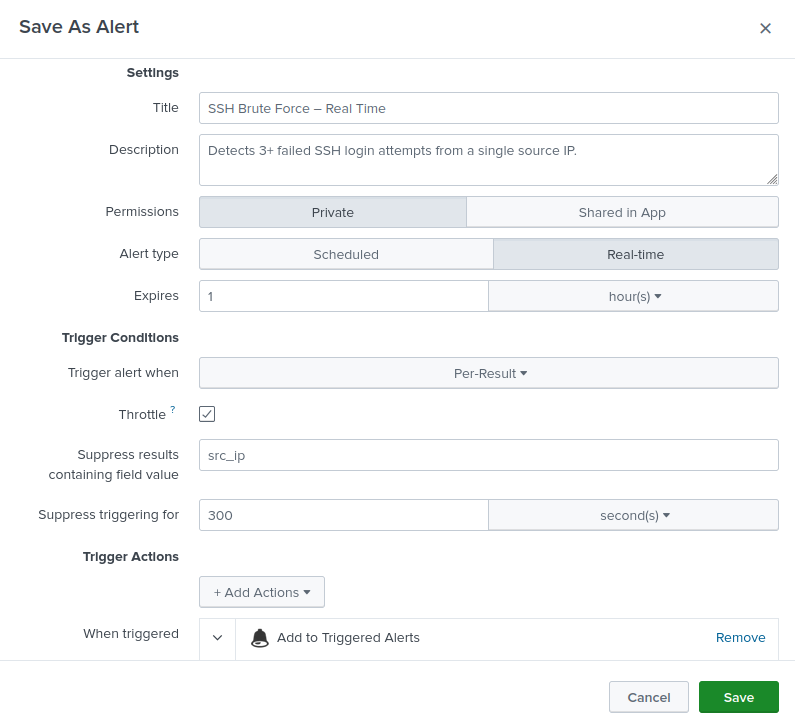 Save As Alert
Settings
Title
SSH Brute Force – Real Time
Description
Detects 3+ failed SSH login attempts from a single source IP.
Permissions
Private
Shared in App
Alert type
Scheduled
Real-time
Expires
1
hour(s)
Trigger Conditions
Trigger alert when
Per-Result
Throttle ?
Suppress results
containing field value
src_ip
Suppress triggering for
300
second(s)
Trigger Actions
+ Add Actions
When triggered
Add to Triggered Alerts
Remove
Cancel
Save